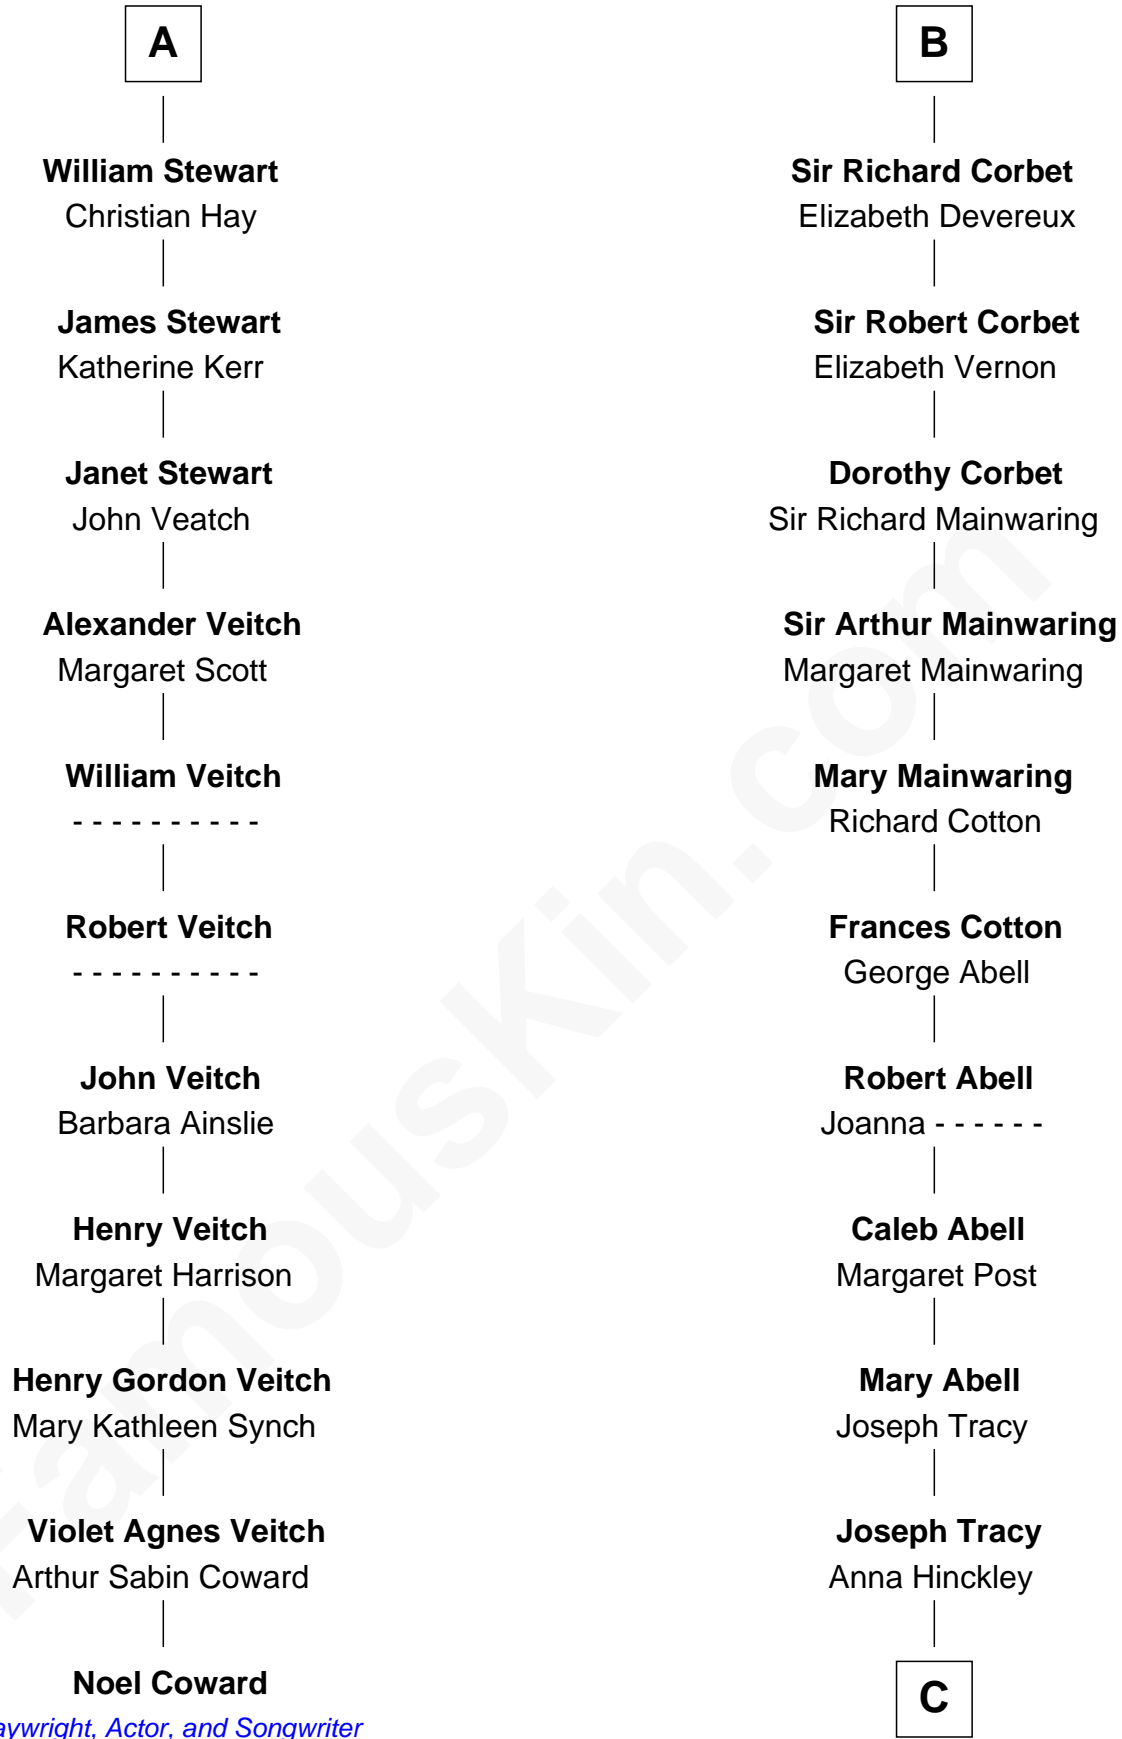 A
William Stewart
Christian Hay
James Stewart
Katherine Kerr
Janet Stewart
John Veatch
Alexander Veitch
Margaret Scott
William Veitch
- - - - - - - - - -
Robert Veitch
- - - - - - - - - -
John Veitch
Barbara Ainslie
Henry Veitch
Margaret Harrison
Henry Gordon Veitch
Mary Kathleen Synch
Violet Agnes Veitch
Arthur Sabin Coward
Noel Coward
aywright, Actor, and Songwriter
B
Sir Richard Corbet
Elizabeth Devereux
Sir Robert Corbet
Elizabeth Vernon
Dorothy Corbet
Sir Richard Mainwaring
Sir Arthur Mainwaring
Margaret Mainwaring
Mary Mainwaring
Richard Cotton
Frances Cotton
George Abell
Robert Abell
Joanna - - - - - -
Caleb Abell
Margaret Post
Mary Abell
Joseph Tracy
Joseph Tracy
Anna Hinckley
C
FamousKin.com